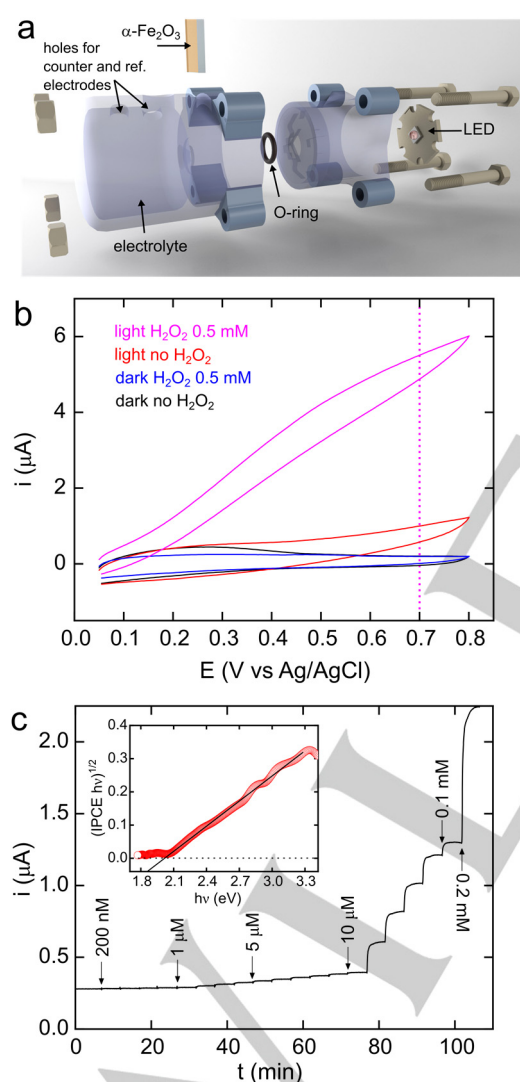 a
α-Fe₂O₃
holes for
counter and ref.
electrodes
LED
O-ring
electrolyte
b
light H₂O₂ 0.5 mM
light no H₂O₂
dark H₂O₂ 0.5 mM
dark no H₂O₂
6
4
2
0
i (μA)
0.0 0.1 0.2 0.3 0.4 0.5 0.6 0.7 0.8
E (V vs Ag/AgCl)
c
2.0
1.5
1.0
0.5
0.0
i (μA)
0.4
0.3
0.2
0.1
0.0
(IPCE hν)^1/2
1.8 2.1 2.4 2.7 3.0 3.3
hν (eV)
200 nM
1 μM
5 μM
10 μM
0.1 mM
0.2 mM
0 20 40 60 80 100
t (min)